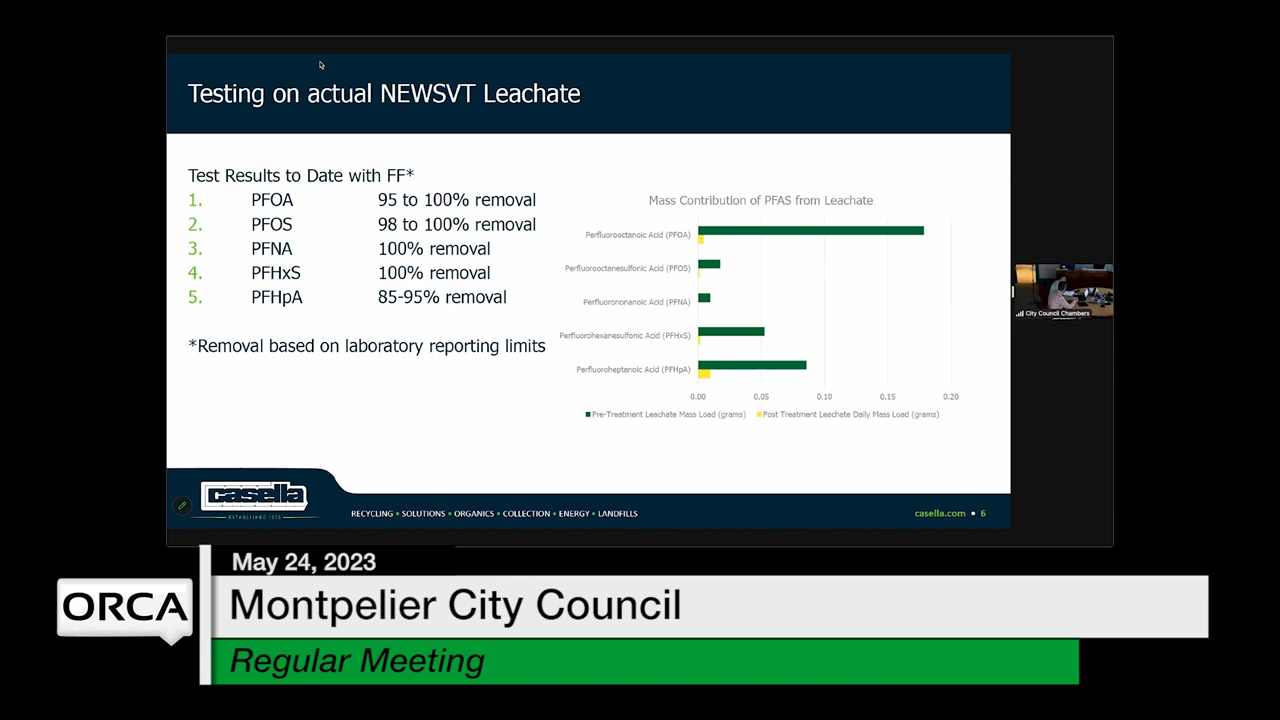 Testing on actual NEWSVT Leachate
Test Results to Date with FF*
1. PFOA 95 to 100% removal
2. PFOS 98 to 100% removal
3. PFNA 100% removal
4. PFHxS 100% removal
5. PFHpA 85-95% removal
*Removal based on laboratory reporting limits
Mass Contribution of PFAS from Leachate
Perfluorooctanoic Acid (PFOA)
Perfluorooctanesulfonic Acid (PFOS)
Perfluorononanoic Acid (PFNA)
Perfluorohexanesulfonic Acid (PFHxS)
Perfluoroheptanoic Acid (PFHpA)
0.00 0.05 0.10 0.15 0.20
Pre-Treatment Leachate Mass Load (grams) Post Treatment Leachate Daily Mass Load (grams)
City Council Chambers
casella
ESTABLISHED 1975
RECYCLING • SOLUTIONS • ORGANICS • COLLECTION • ENERGY • LANDFILLS
casella.com • 6
May 24, 2023
ORCA
Montpelier City Council
Regular Meeting